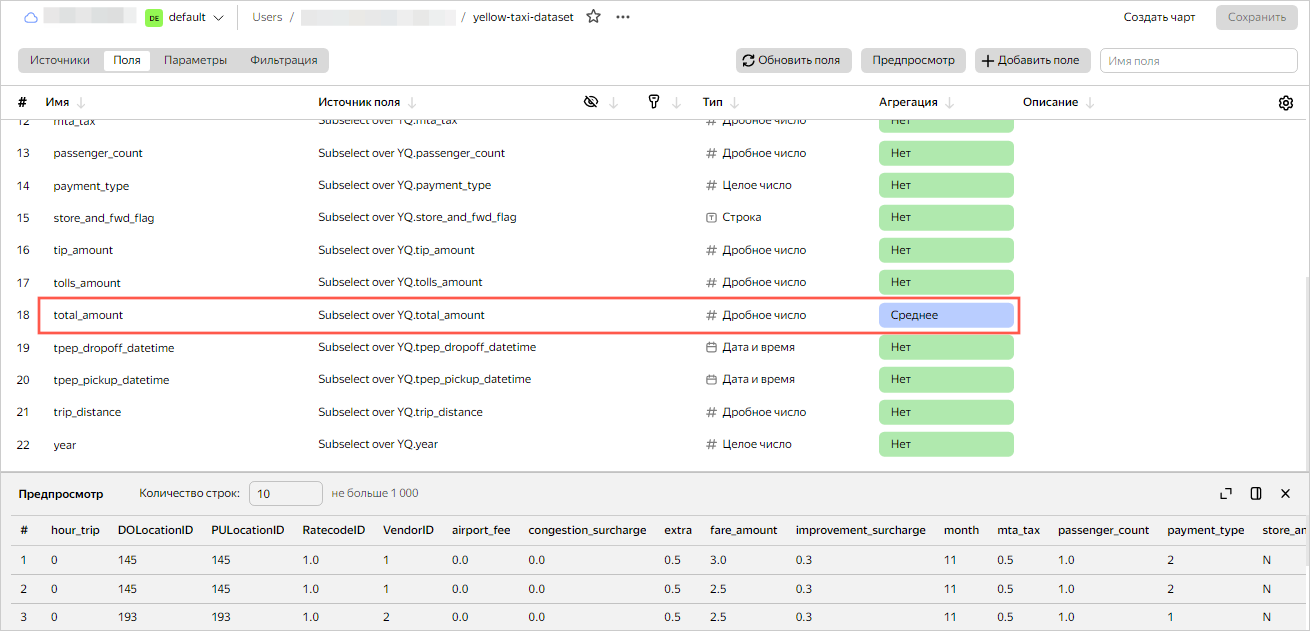 DE default Users / / yellow-taxi-dataset Создать чарт Сохранить
Источники Поля Параметры Фильтрация Обновить поля Предпросмотр Добавить поле Имя поля
# Имя Источник поля Тип Агрегация Описание
12 mta_tax Subselect over YQ.mta_tax # Дробное число Нет
13 passenger_count Subselect over YQ.passenger_count # Дробное число Нет
14 payment_type Subselect over YQ.payment_type # Целое число Нет
15 store_and_fwd_flag Subselect over YQ.store_and_fwd_flag Строка Нет
16 tip_amount Subselect over YQ.tip_amount # Дробное число Нет
17 tolls_amount Subselect over YQ.tolls_amount # Дробное число Нет
18 total_amount Subselect over YQ.total_amount # Дробное число Среднее
19 tpep_dropoff_datetime Subselect over YQ.tpep_dropoff_datetime Дата и время Нет
20 tpep_pickup_datetime Subselect over YQ.tpep_pickup_datetime Дата и время Нет
21 trip_distance Subselect over YQ.trip_distance # Дробное число Нет
22 year Subselect over YQ.year # Целое число Нет
Предпросмотр Количество строк: 10 не больше 1 000
# hour_trip DOLocationID PULocationID RatecodeID VendorID airport_fee congestion_surcharge extra fare_amount improvement_surcharge month mta_tax passenger_count payment_type store_an
1 0 145 145 1.0 1 0.0 0.0 0.5 3.0 0.3 11 0.5 1.0 2 N
2 0 145 145 1.0 1 0.0 0.0 0.5 2.5 0.3 11 0.5 1.0 2 N
3 0 193 193 1.0 2 0.0 0.0 0.5 2.5 0.3 11 0.5 1.0 1 N